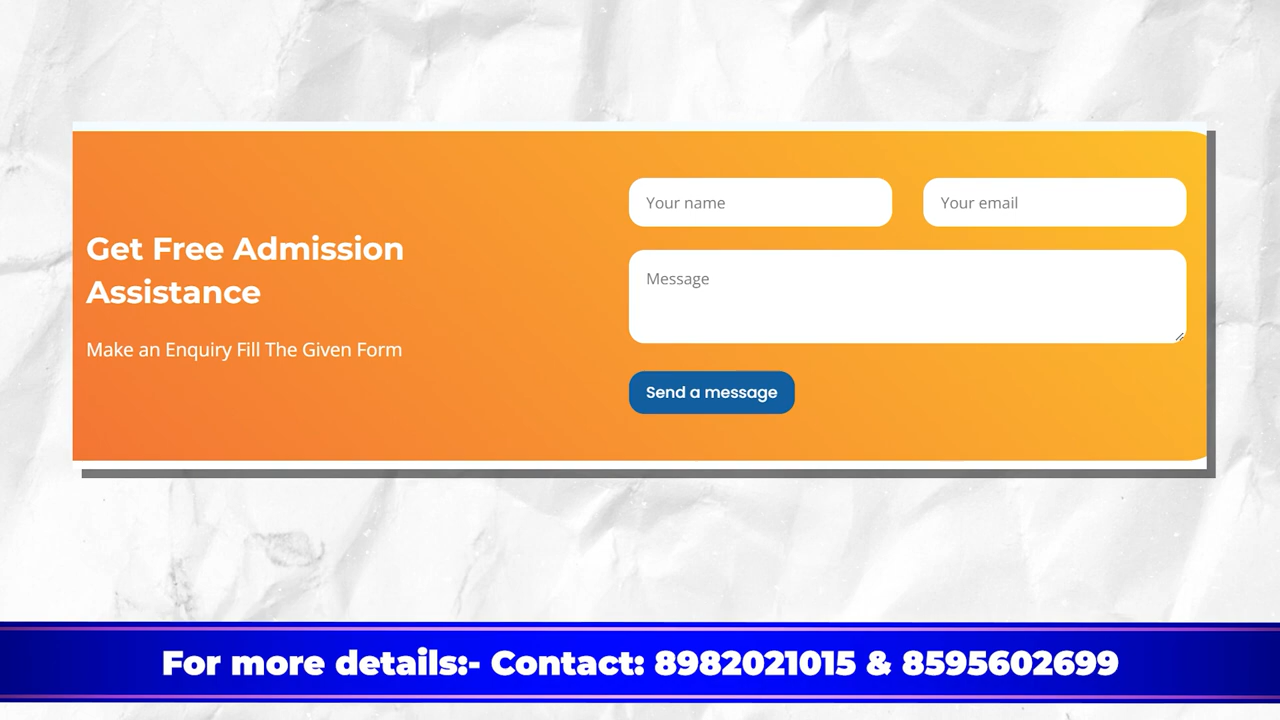 Get Free Admission
Assistance
Make an Enquiry Fill The Given Form
Your name
Your email
Message
Send a message
For more details:- Contact: 8982021015 & 8595602699